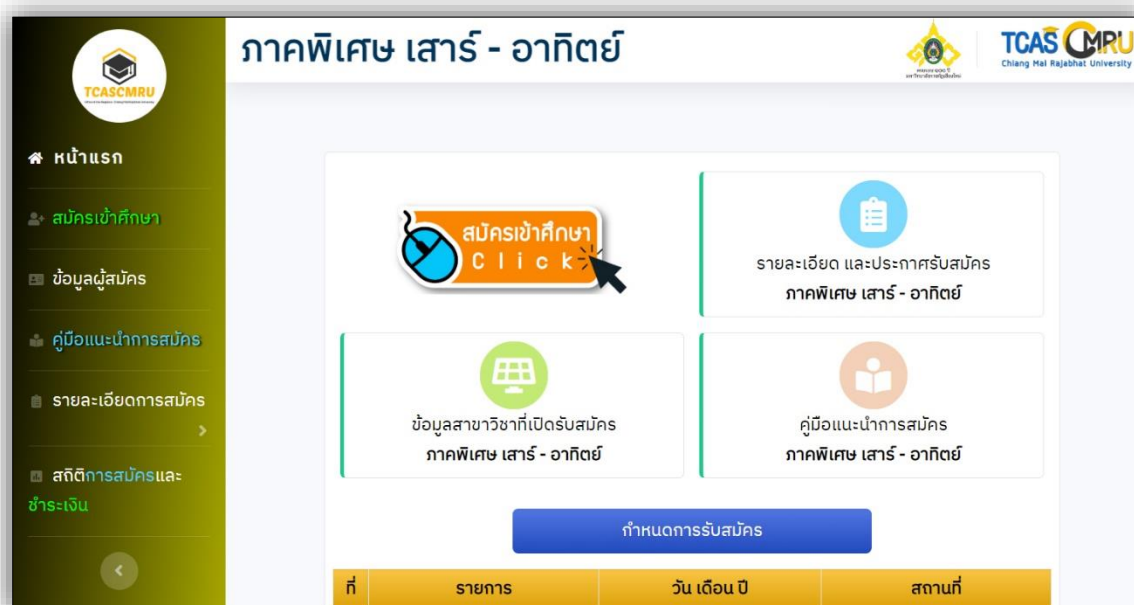 ภาคพิเศษ เสาร์ - อาทิตย์
TCAS CMRU
Chiang Mai Rajabhat University
TCASCMRU
หน้าแรก
สมัครเข้าศึกษา
ข้อมูลผู้สมัคร
คู่มือแนะนำการสมัคร
รายละเอียดการสมัคร
สถิติการสมัครและ
ชำระเงิน
สมัครเข้าศึกษา
Click
รายละเอียด และประกาศรับสมัคร
ภาคพิเศษ เสาร์ - อาทิตย์
ข้อมูลสาขาวิชาที่เปิดรับสมัคร
ภาคพิเศษ เสาร์ - อาทิตย์
คู่มือแนะนำการสมัคร
ภาคพิเศษ เสาร์ - อาทิตย์
กำหนดการรับสมัคร
ที่ รายการ วัน เดือน ปี สถานที่